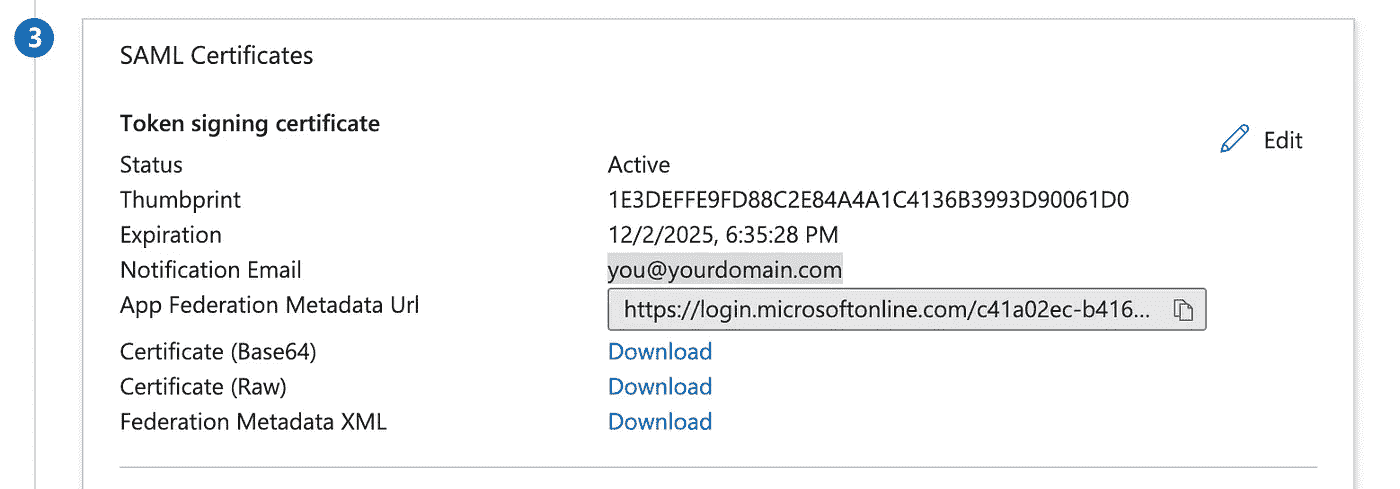 3
SAML Certificates
Token signing certificate
Edit
Status Active
Thumbprint 1E3DEFFE9FD88C2E84A4A1C4136B3993D90061D0
Expiration 12/2/2025, 6:35:28 PM
Notification Email you@yourdomain.com
App Federation Metadata Url https://login.microsoftonline.com/c41a02ec-b416...
Certificate (Base64) Download
Certificate (Raw) Download
Federation Metadata XML Download